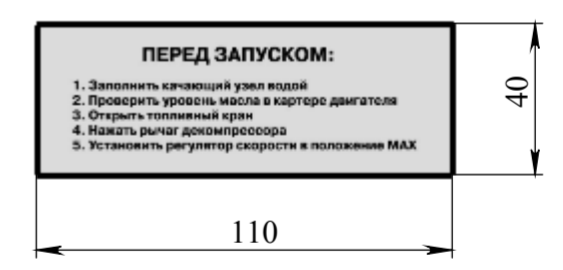 ПЕРЕД ЗАПУСКОМ:
1. Заполнить качающий узел водой
2. Проверить уровень масла в картере двигателя
3. Открыть топливный кран
4. Нажать рычаг декомпрессора
5. Установить регулятор скорости в положение MAX
40
110